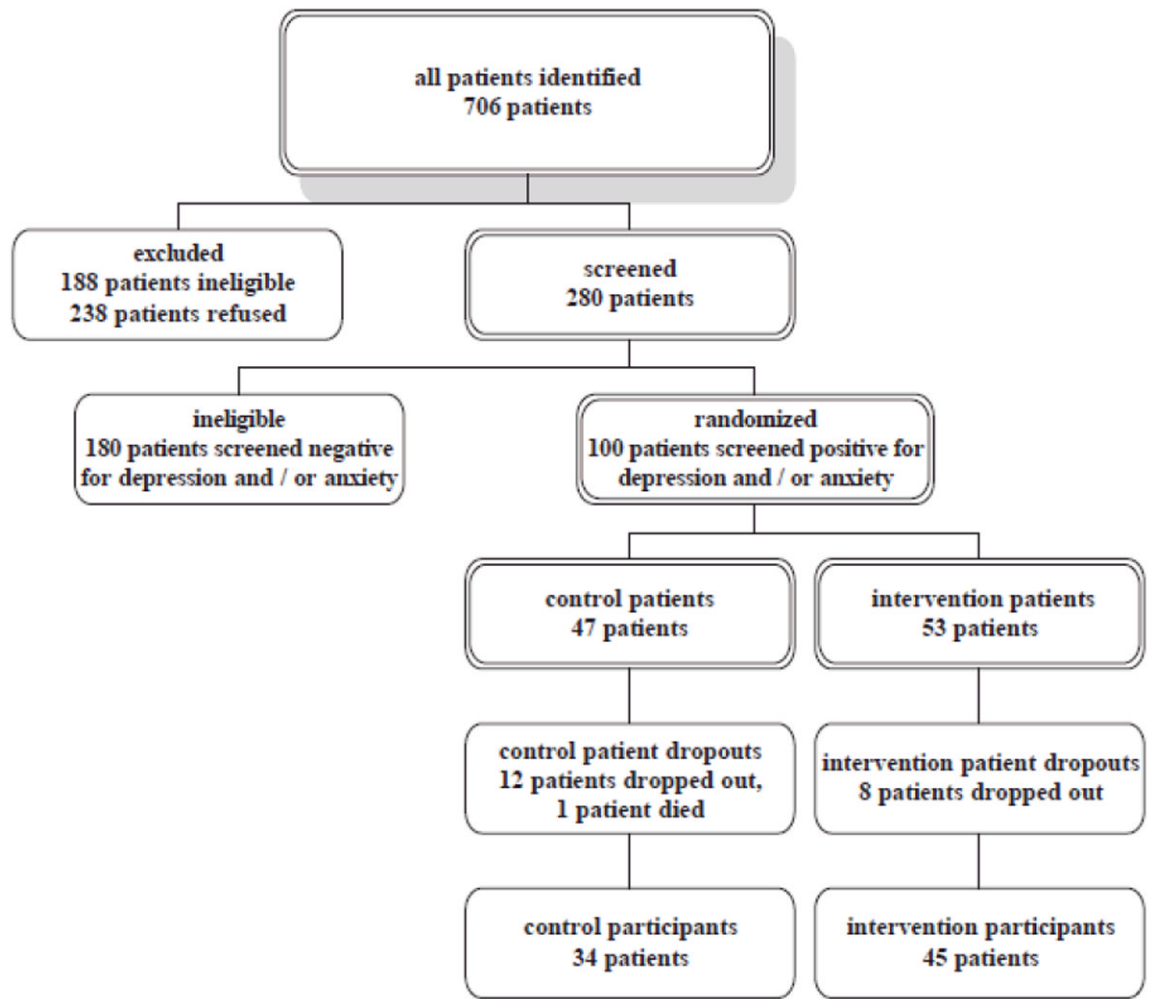 all patients identified
706 patients
excluded
188 patients ineligible
238 patients refused
screened
280 patients
ineligible
180 patients screened negative
for depression and / or anxiety
randomized
100 patients screened positive for
depression and / or anxiety
control patients
47 patients
intervention patients
53 patients
control patient dropouts
12 patients dropped out,
1 patient died
intervention patient dropouts
8 patients dropped out
control participants
34 patients
intervention participants
45 patients